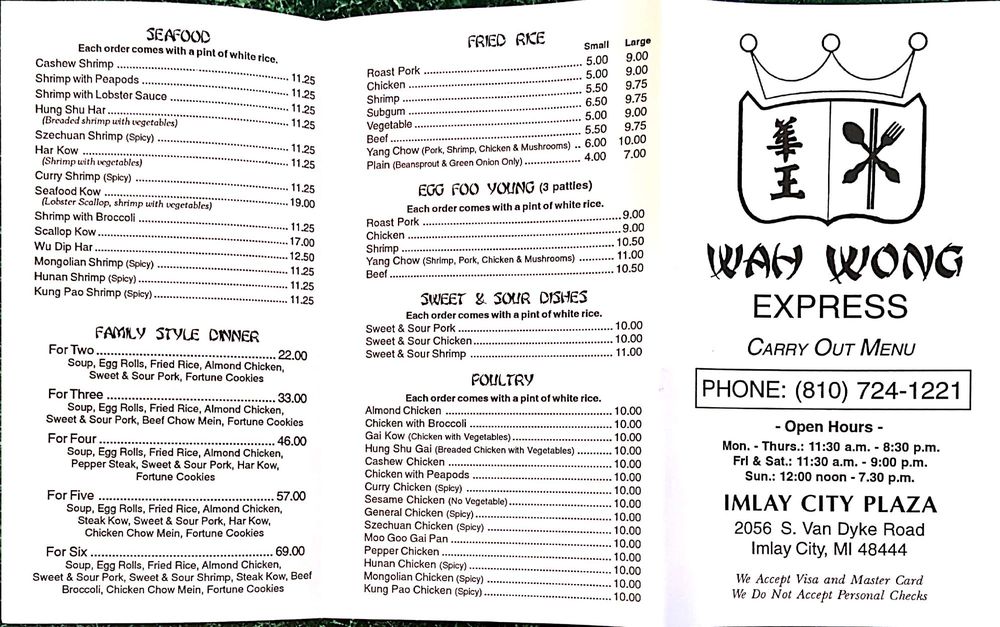 SEAFOOD
Each order comes with a pint of white rice.
Cashew Shrimp ........ 11.25
Shrimp with Peapods ........ 11.25
Shrimp with Lobster Sauce ........ 11.25
Hung Shu Har ........ 11.25
(Breaded shrimp with vegetables)
Szechuan Shrimp (Spicy) ........ 11.25
Har Kow ........ 11.25
(Shrimp with vegetables)
Curry Shrimp (Spicy) ........ 11.25
Seafood Kow ........ 19.00
(Lobster Scallop, shrimp with vegetables)
Shrimp with Broccoli ........ 11.25
Scallop Kow ........ 17.00
Wu Dip Har ........ 12.50
Mongolian Shrimp (Spicy) ........ 11.25
Hunan Shrimp (Spicy) ........ 11.25
Kung Pao Shrimp (Spicy) ........ 11.25
FAMILY STYLE DINNER
For Two ........ 22.00
Soup, Egg Rolls, Fried Rice, Almond Chicken,
Sweet & Sour Pork, Fortune Cookies
For Three ........ 33.00
Soup, Egg Rolls, Fried Rice, Almond Chicken,
Sweet & Sour Pork, Beef Chow Mein, Fortune Cookies
For Four ........ 46.00
Soup, Egg Rolls, Fried Rice, Almond Chicken,
Pepper Steak, Sweet & Sour Pork, Har Kow,
Fortune Cookies
For Five ........ 57.00
Soup, Egg Rolls, Fried Rice, Almond Chicken,
Steak Kow, Sweet & Sour Pork, Har Kow,
Chicken Chow Mein, Fortune Cookies
For Six ........ 69.00
Soup, Egg Rolls, Fried Rice, Almond Chicken,
Sweet & Sour Pork, Sweet & Sour Shrimp, Steak Kow, Beef
Broccoli, Chicken Chow Mein, Fortune Cookies
FRIED RICE Small Large
Roast Pork ........ 5.00 9.00
Chicken ........ 5.00 9.00
Shrimp ........ 5.50 9.75
Subgum ........ 6.50 9.75
Vegetable ........ 5.00 9.00
Beef ........ 5.50 9.75
Yang Chow (Pork, Shrimp, Chicken & Mushrooms) .. 6.00 10.00
Plain (Beansprout & Green Onion Only) ........ 4.00 7.00
EGG FOO YOUNG (3 patties)
Each order comes with a pint of white rice.
Roast Pork ........ 9.00
Chicken ........ 9.00
Shrimp ........ 10.50
Yang Chow (Shrimp, Pork, Chicken & Mushrooms) ........ 11.00
Beef ........ 10.50
SWEET & SOUR DISHES
Each order comes with a pint of white rice.
Sweet & Sour Pork ........ 10.00
Sweet & Sour Chicken ........ 10.00
Sweet & Sour Shrimp ........ 11.00
POULTRY
Each order comes with a pint of white rice.
Almond Chicken ........ 10.00
Chicken with Broccoli ........ 10.00
Gai Kow (Chicken with Vegetables) ........ 10.00
Hung Shu Gai (Breaded Chicken with Vegetables) ........ 10.00
Cashew Chicken ........ 10.00
Chicken with Peapods ........ 10.00
Curry Chicken (Spicy) ........ 10.00
Sesame Chicken (No Vegetable) ........ 10.00
General Chicken (Spicy) ........ 10.00
Szechuan Chicken (Spicy) ........ 10.00
Moo Goo Gai Pan ........ 10.00
Pepper Chicken ........ 10.00
Hunan Chicken (Spicy) ........ 10.00
Mongolian Chicken (Spicy) ........ 10.00
Kung Pao Chicken (Spicy) ........ 10.00
華王
WAH WONG
EXPRESS
CARRY OUT MENU
PHONE: (810) 724-1221
- Open Hours -
Mon. - Thurs.: 11:30 a.m. - 8:30 p.m.
Fri & Sat.: 11:30 a.m. - 9:00 p.m.
Sun.: 12:00 noon - 7.30 p.m.
IMLAY CITY PLAZA
2056 S. Van Dyke Road
Imlay City, MI 48444
We Accept Visa and Master Card
We Do Not Accept Personal Checks